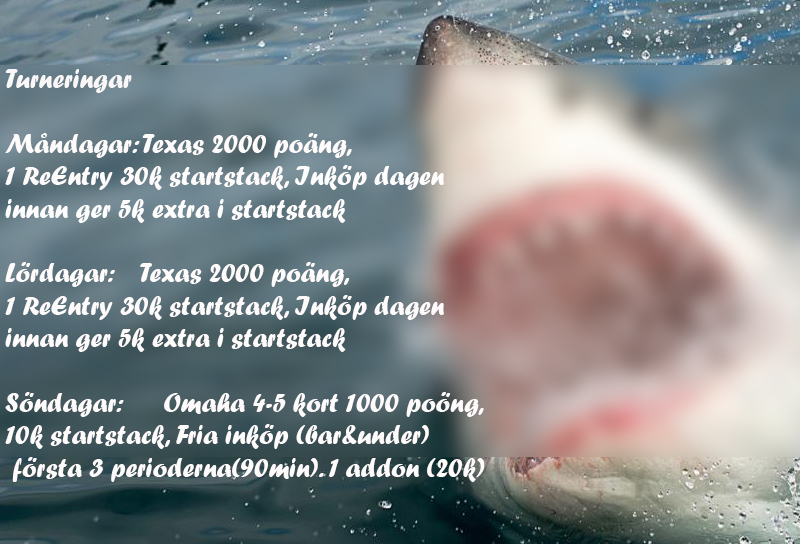 Turneringar
Måndagar: Texas 2000 poäng,
1 ReEntry 30k startstack, Inköp dagen
innan ger 5k extra i startstack
Lördagar: Texas 2000 poäng,
1 ReEntry 30k startstack, Inköp dagen
innan ger 5k extra i startstack
Söndagar: Omaha 4-5 kort 1000 poöng,
10k startstack, Fria inköp (bar&under)
första 3 perioderna(90min). 1 addon (20k)